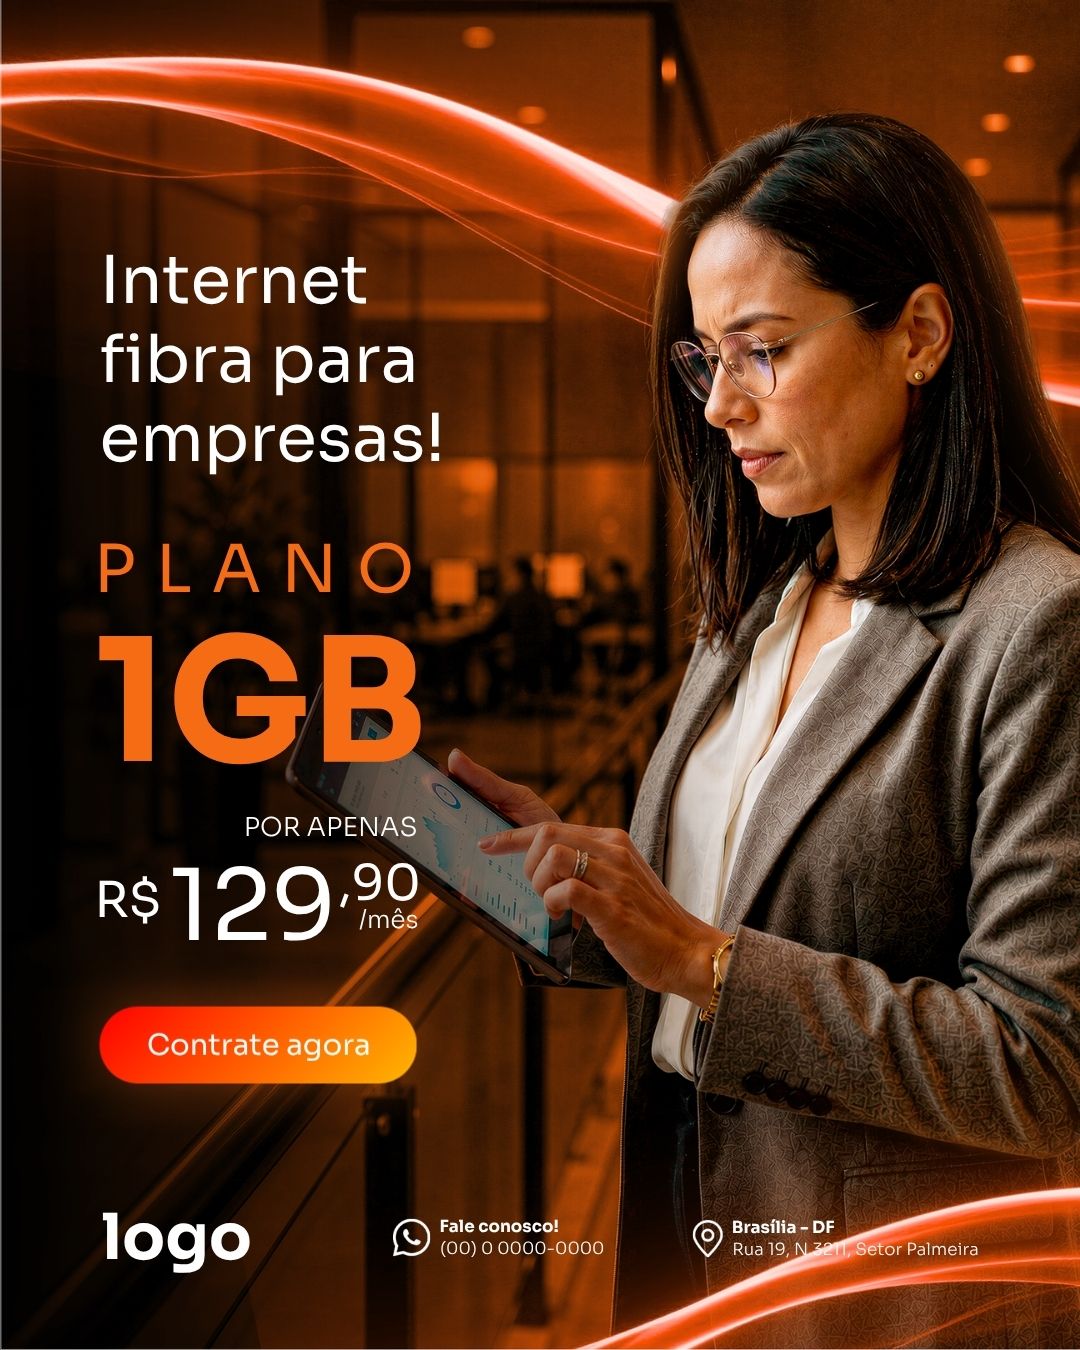 Internet
fibra para
empresas!
PLANO
1GB
POR APENAS
R$ 129,90
/mês
Contrate agora
logo
Fale conosco!
(00) 0 0000-0000
Brasília - DF
Rua 19, N 3211, Setor Palmeira